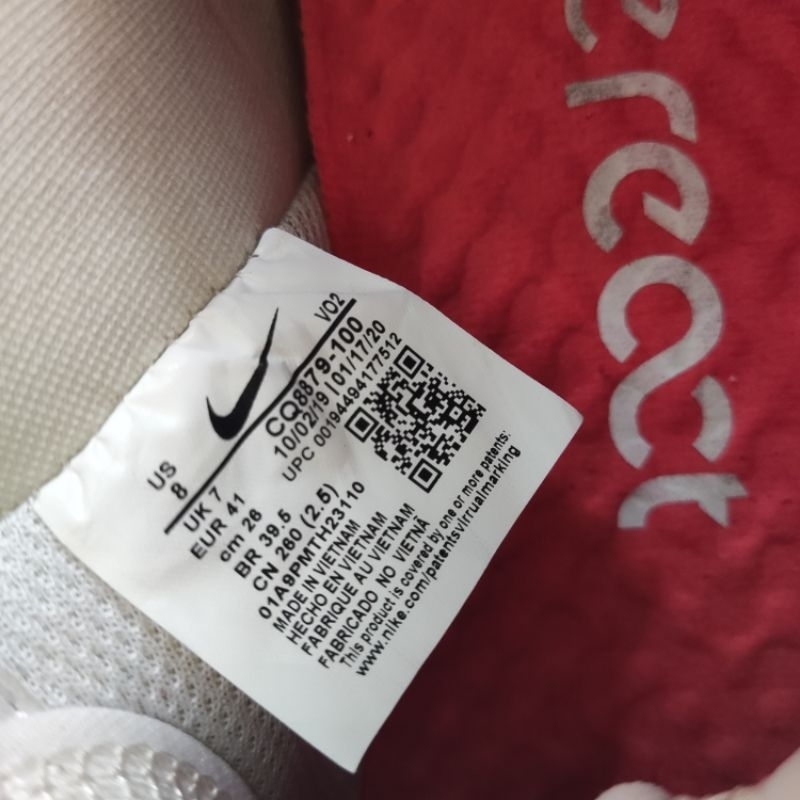 US
8
V02
CQ8879-100
10/02/19 | 01/17/20
UPC 00194494177512
UK 7
EUR 41
cm 26
BR 39.5
CN 260 (2.5)
01A9PMTH23110
MADE IN VIETNAM
HECHO EN VIETNAM
FABRIQUE AU VIETNAM
FABRICADO NO VIETNÃ
This product is covered by one or more patents:
www.nike.com/patentsvirrualmarking
react